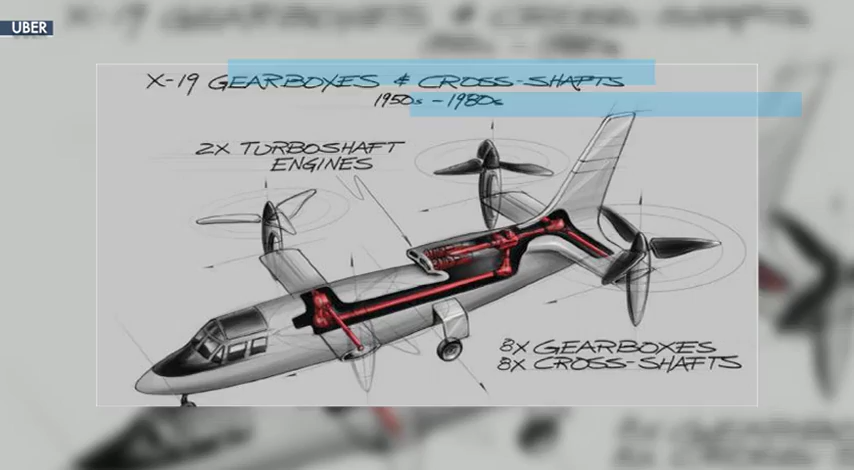 UBER
X-19 GEARBOXES & CROSS-SHAFTS
1950s - 1980s
2X TURBOSHAFT
ENGINES
8X GEARBOXES
8X CROSS-SHAFTS